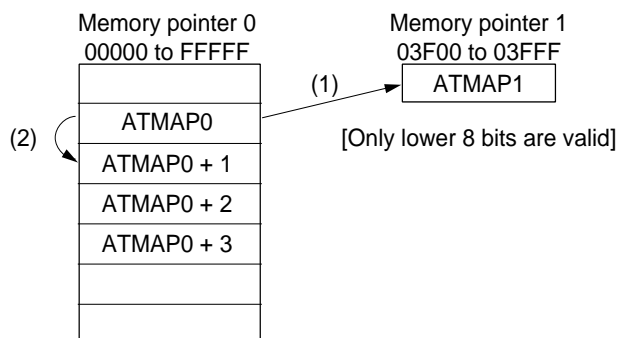 Memory pointer 0
00000 to FFFFF
Memory pointer 1
03F00 to 03FFF
(1)
ATMAP1
ATMAP0
[Only lower 8 bits are valid]
(2)
ATMAP0 + 1
ATMAP0 + 2
ATMAP0 + 3